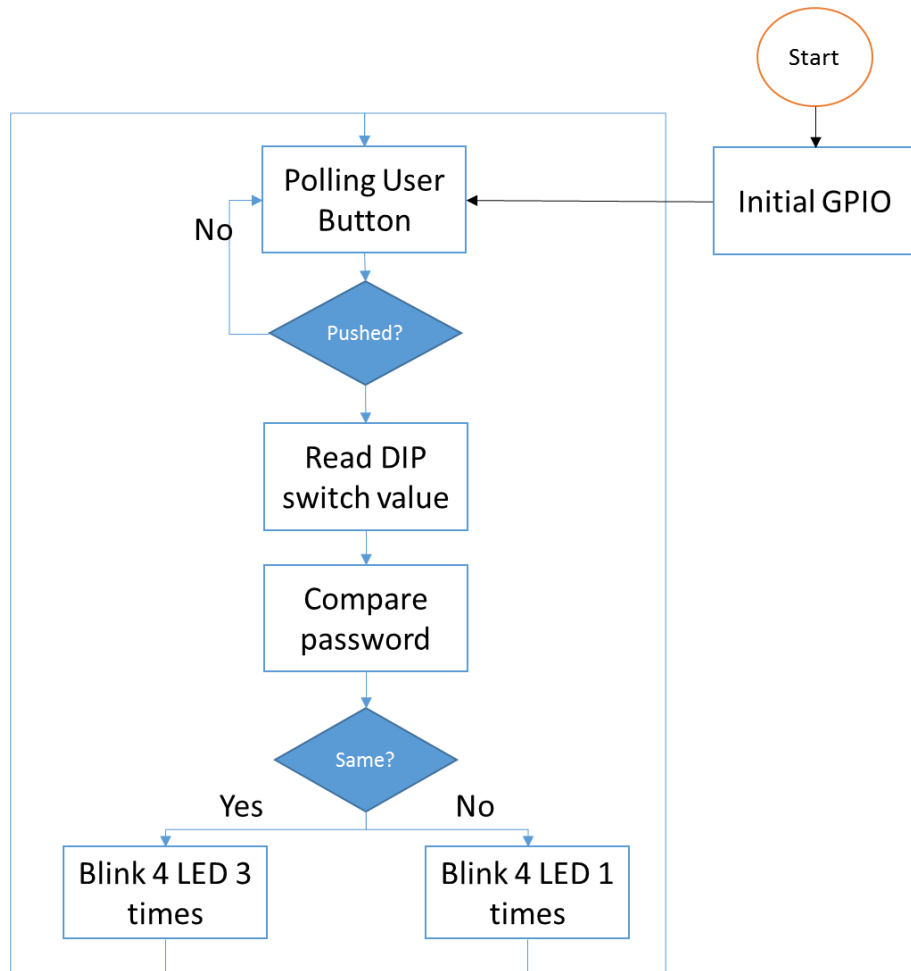 Start
Polling User
Button
Initial GPIO
No
Pushed?
Read DIP
switch value
Compare
password
Same?
Yes
No
Blink 4 LED 3
times
Blink 4 LED 1
times